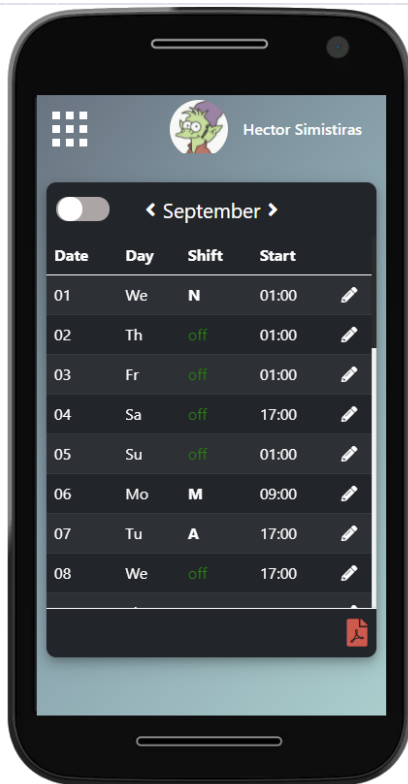 Hector Simistiras
September
Date Day Shift Start
01 We N 01:00
02 Th off 01:00
03 Fr off 01:00
04 Sa off 17:00
05 Su off 01:00
06 Mo M 09:00
07 Tu A 17:00
08 We off 17:00